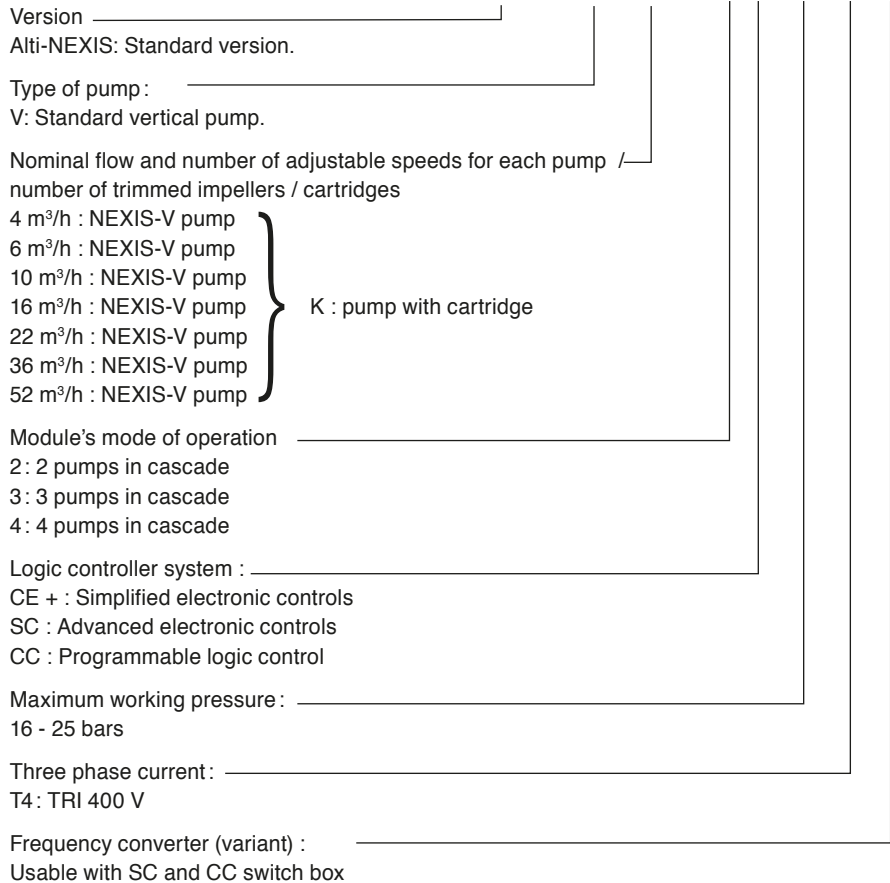 Version
Alti-NEXIS: Standard version.
Type of pump :
V: Standard vertical pump.
Nominal flow and number of adjustable speeds for each pump /
number of trimmed impellers / cartridges
4 m³/h : NEXIS-V pump
6 m³/h : NEXIS-V pump
10 m³/h : NEXIS-V pump
16 m³/h : NEXIS-V pump K : pump with cartridge
22 m³/h : NEXIS-V pump
36 m³/h : NEXIS-V pump
52 m³/h : NEXIS-V pump
Module's mode of operation
2 : 2 pumps in cascade
3 : 3 pumps in cascade
4 : 4 pumps in cascade
Logic controller system :
CE + : Simplified electronic controls
SC : Advanced electronic controls
CC : Programmable logic control
Maximum working pressure :
16 - 25 bars
Three phase current :
T4 : TRI 400 V
Frequency converter (variant) :
Usable with SC and CC switch box